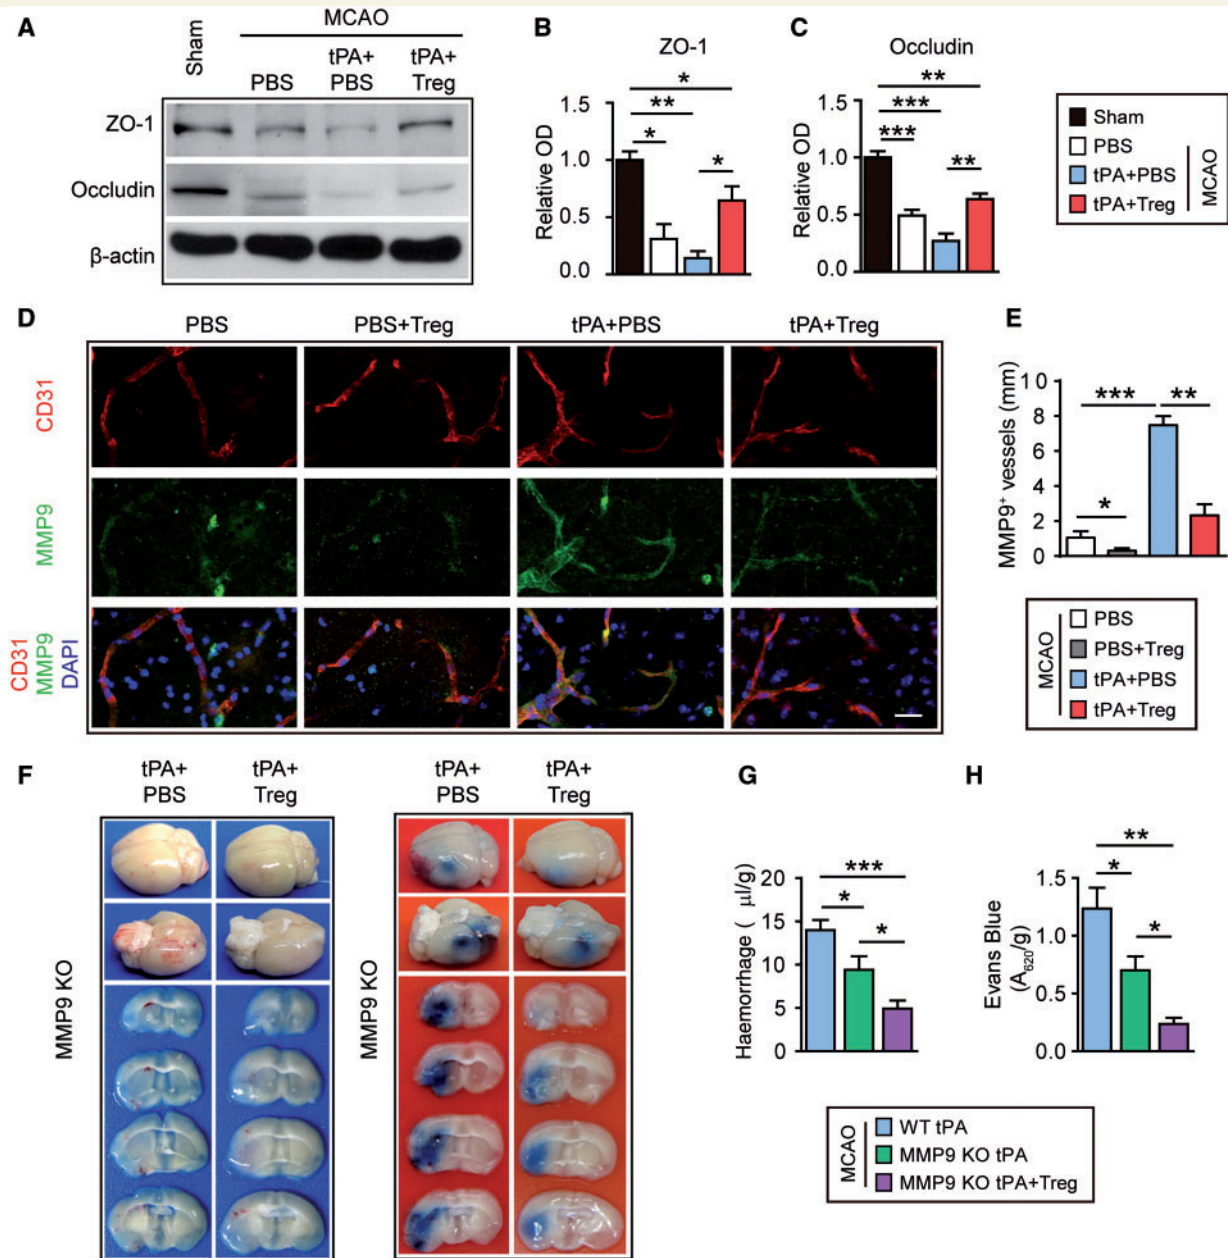 A
MCAO
Sham
PBS
tPA+
PBS
tPA+
Treg
ZO-1
Occludin
β-actin
B
ZO-1
Relative OD
1.5
1.0
0.5
0.0
*
**
*
*
C
Occludin
Relative OD
1.5
1.0
0.5
0.0
**
***
***
**
Sham
PBS
tPA+PBS
tPA+Treg
MCAO
D
PBS
PBS+Treg
tPA+PBS
tPA+Treg
CD31
MMP9
CD31
MMP9
DAPI
E
MMP9⁺ vessels (mm)
10
8
6
4
2
0
***
**
*
MCAO
PBS
PBS+Treg
tPA+PBS
tPA+Treg
F
tPA+
PBS
tPA+
Treg
MMP9 KO
tPA+
PBS
tPA+
Treg
MMP9 KO
G
Haemorrhage ( μl/g)
20
15
10
5
0
***
*
*
H
Evans Blue
(A₆₂₀/g)
1.5
1.0
0.5
0.0
**
*
*
MCAO
WT tPA
MMP9 KO tPA
MMP9 KO tPA+Treg